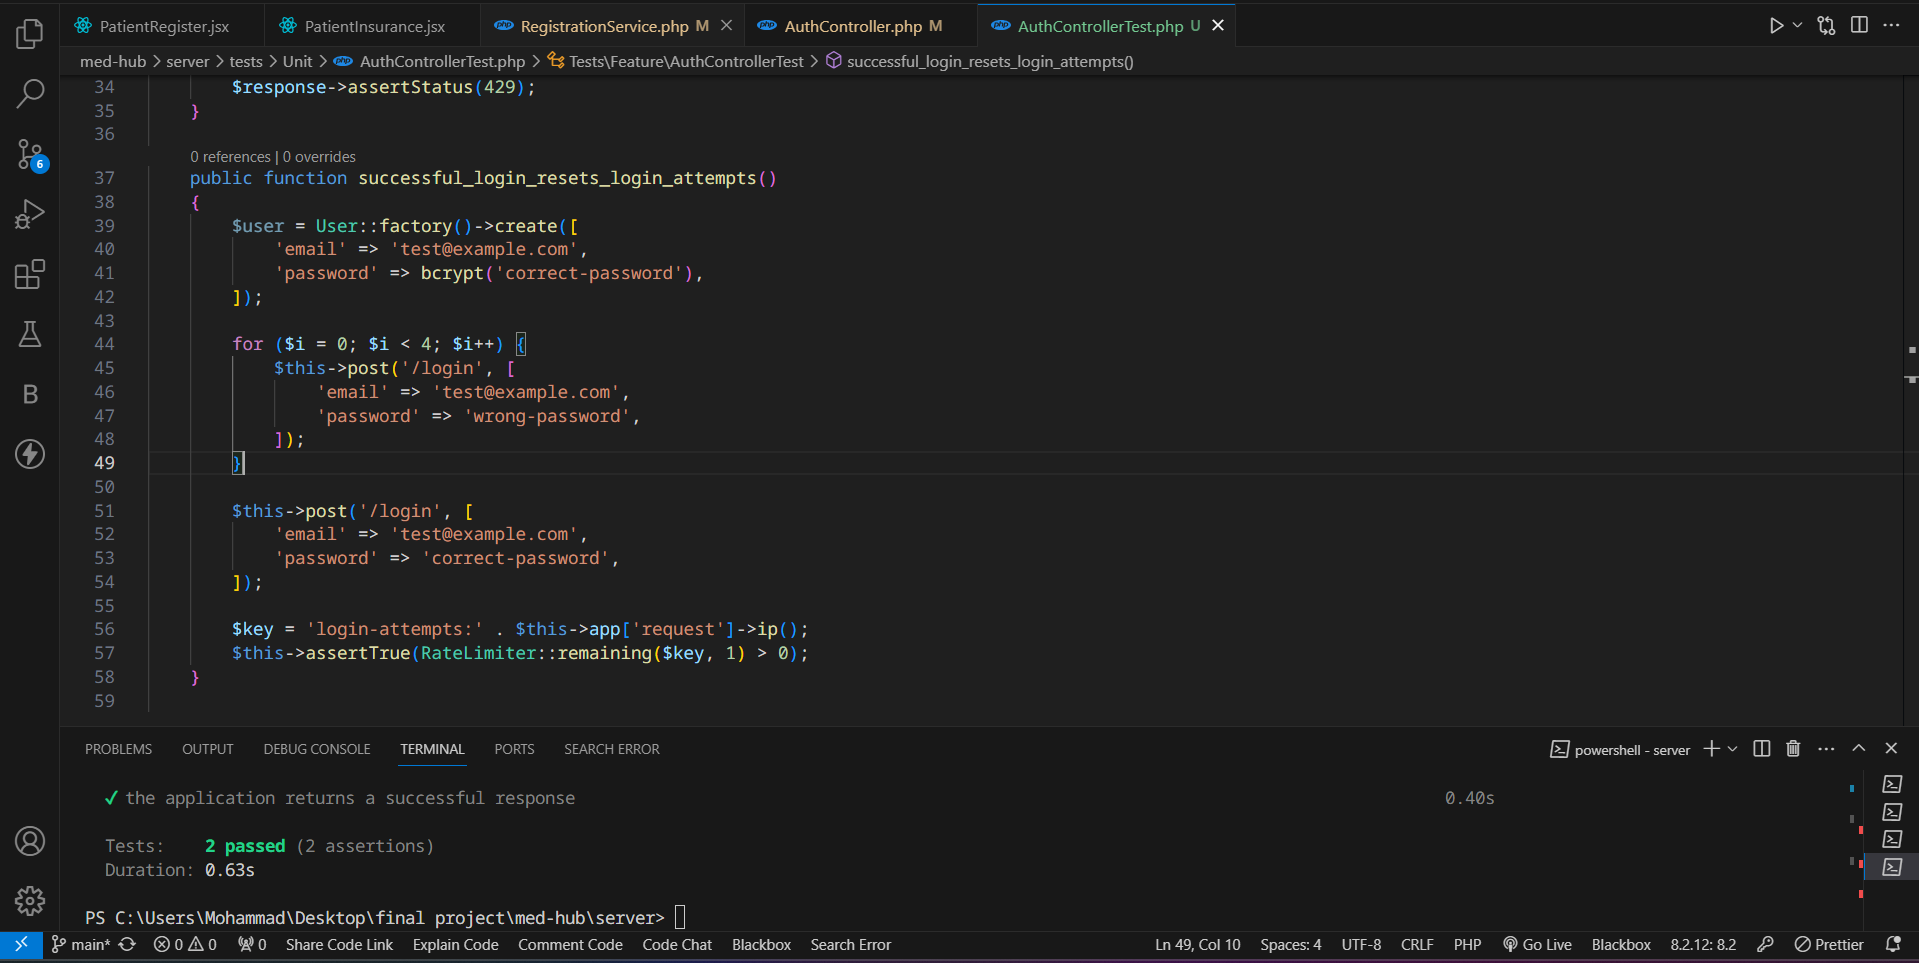 PatientRegister.jsx PatientInsurance.jsx RegistrationService.php M AuthController.php M AuthControllerTest.php U
med-hub > server > tests > Unit > AuthControllerTest.php > Tests\Feature\AuthControllerTest > successful_login_resets_login_attempts()
34 $response->assertStatus(429);
35 }
36
0 references | 0 overrides
37 public function successful_login_resets_login_attempts()
38 {
39 $user = User::factory()->create([
40 'email' => 'test@example.com',
41 'password' => bcrypt('correct-password'),
42 ]);
43
44 for ($i = 0; $i < 4; $i++) {
45 $this->post('/login', [
46 'email' => 'test@example.com',
47 'password' => 'wrong-password',
48 ]);
49 }
50
51 $this->post('/login', [
52 'email' => 'test@example.com',
53 'password' => 'correct-password',
54 ]);
55
56 $key = 'login-attempts:' . $this->app['request']->ip();
57 $this->assertTrue(RateLimiter::remaining($key, 1) > 0);
58 }
59
6
B
PROBLEMS OUTPUT DEBUG CONSOLE TERMINAL PORTS SEARCH ERROR powershell - server
✓ the application returns a successful response 0.40s
Tests: 2 passed (2 assertions)
Duration: 0.63s
PS C:\Users\Mohammad\Desktop\final project\med-hub\server>
main* 0 0 0 Share Code Link Explain Code Comment Code Code Chat Blackbox Search Error Ln 49, Col 10 Spaces: 4 UTF-8 CRLF PHP Go Live Blackbox 8.2.12: 8.2 Prettier